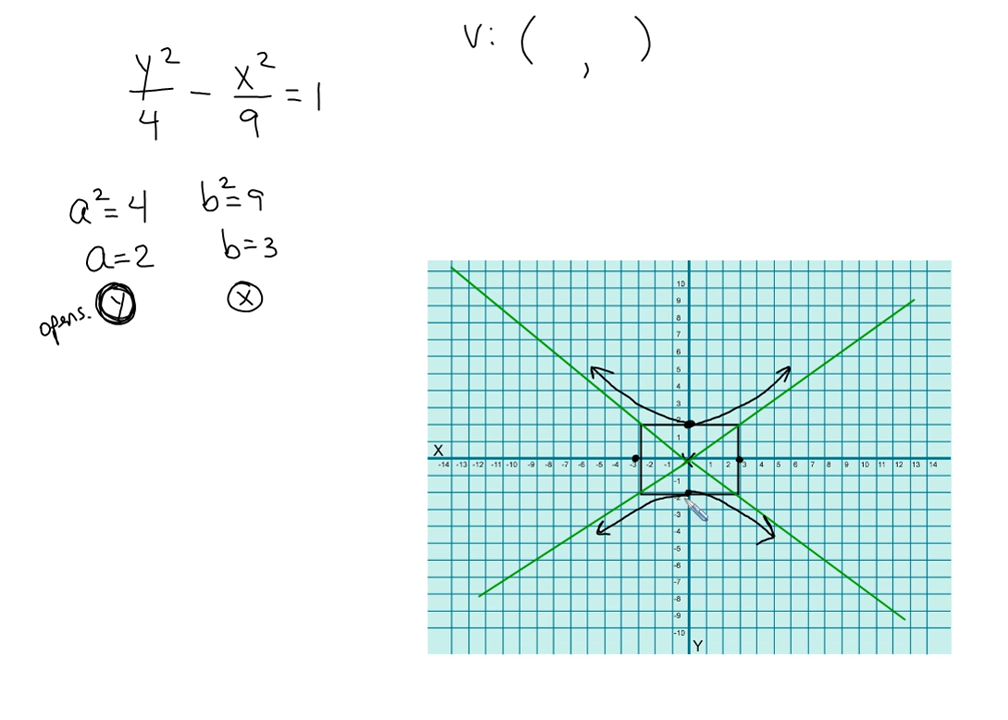 V: ( , )
y²/4 - x²/9 = 1
a²=4 b²=9
a=2 b=3
opens. y x
10
9
8
7
6
5
4
3
2
1
X
-14 -13 -12 -11 -10 -9 -8 -7 -6 -5 -4 -3 -2 -1 1 2 3 4 5 6 7 8 9 10 11 12 13 14
-1
-2
-3
-4
-5
-6
-7
-8
-9
-10
Y